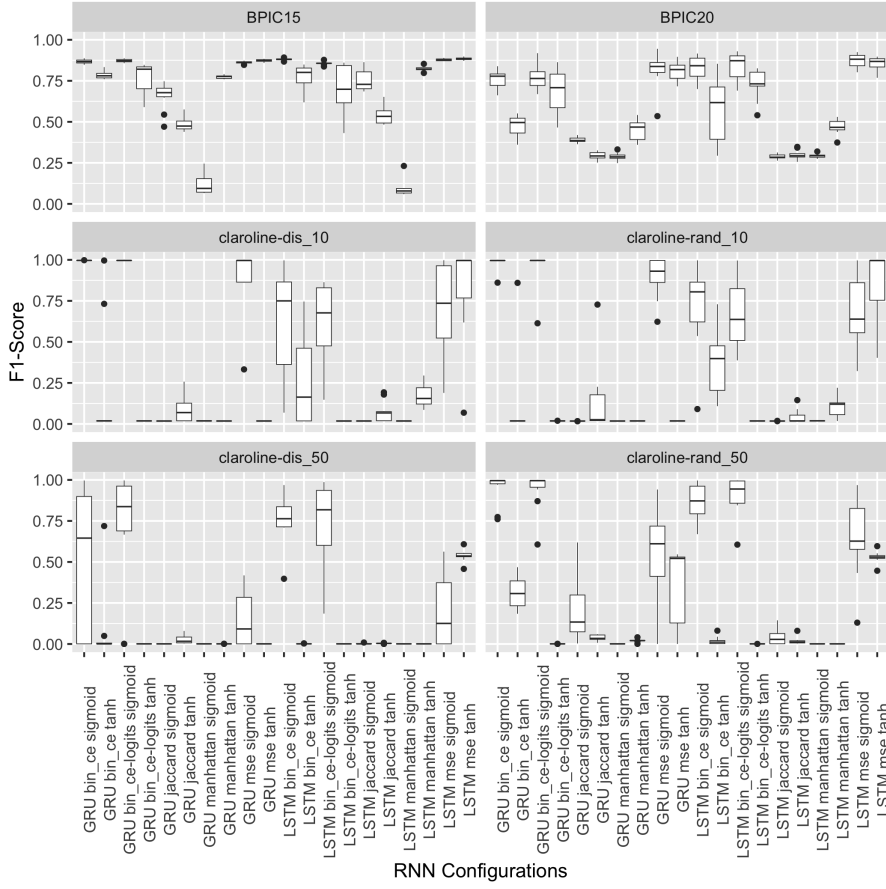 BPIC15
BPIC20
1.00
0.75
0.50
0.25
0.00
claroline-dis_10
claroline-rand_10
1.00
0.75
0.50
0.25
0.00
claroline-dis_50
claroline-rand_50
1.00
0.75
0.50
0.25
0.00
F1-Score
GRU bin_ce sigmoid
GRU bin_ce tanh
GRU bin_ce-logits sigmoid
GRU bin_ce-logits tanh
GRU jaccard sigmoid
GRU jaccard tanh
GRU manhattan sigmoid
GRU manhattan tanh
GRU mse sigmoid
GRU mse tanh
LSTM bin_ce sigmoid
LSTM bin_ce tanh
LSTM bin_ce-logits sigmoid
LSTM bin_ce-logits tanh
LSTM jaccard sigmoid
LSTM jaccard tanh
LSTM manhattan sigmoid
LSTM manhattan tanh
LSTM mse sigmoid
LSTM mse tanh
GRU bin_ce sigmoid
GRU bin_ce tanh
GRU bin_ce-logits sigmoid
GRU bin_ce-logits tanh
GRU jaccard sigmoid
GRU jaccard tanh
GRU manhattan sigmoid
GRU manhattan tanh
GRU mse sigmoid
GRU mse tanh
LSTM bin_ce sigmoid
LSTM bin_ce tanh
LSTM bin_ce-logits sigmoid
LSTM bin_ce-logits tanh
LSTM jaccard sigmoid
LSTM jaccard tanh
LSTM manhattan sigmoid
LSTM manhattan tanh
LSTM mse sigmoid
LSTM mse tanh
RNN Configurations